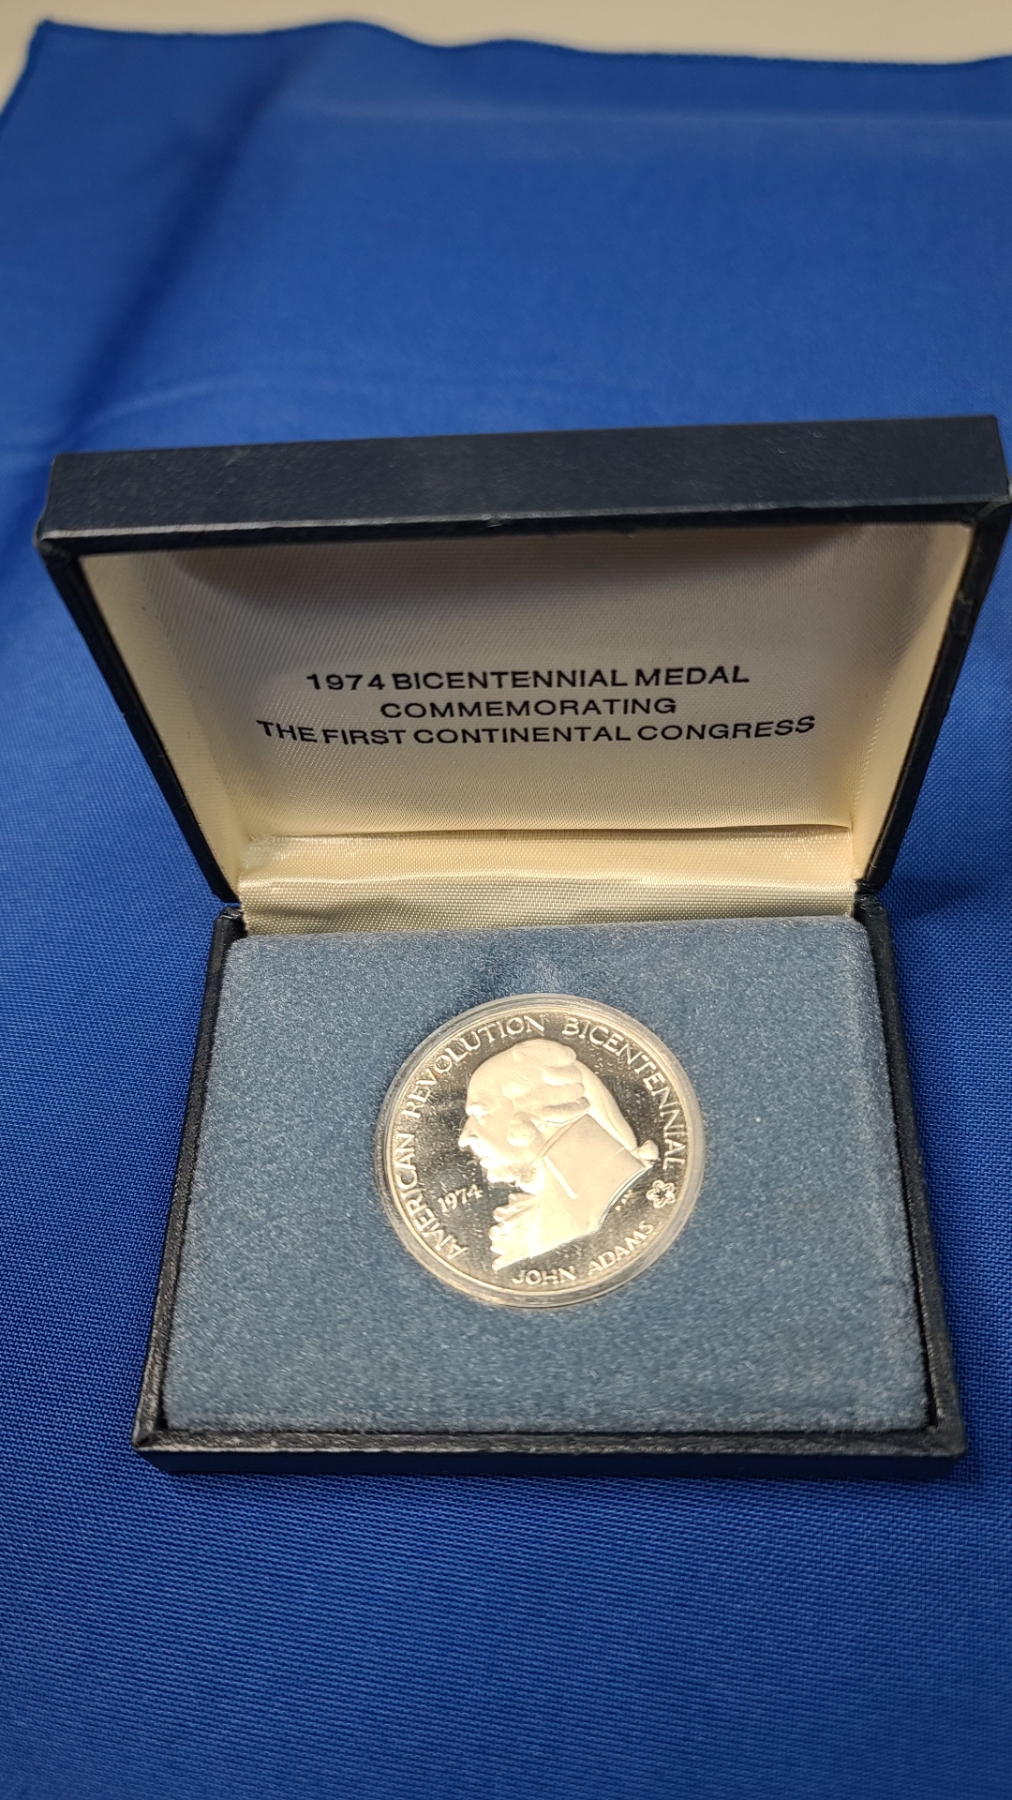 1974 BICENTENNIAL MEDAL
COMMEMORATING
THE FIRST CONTINENTAL CONGRESS
AMERICAN REVOLUTION BICENTENNIAL
1974
JOHN ADAMS